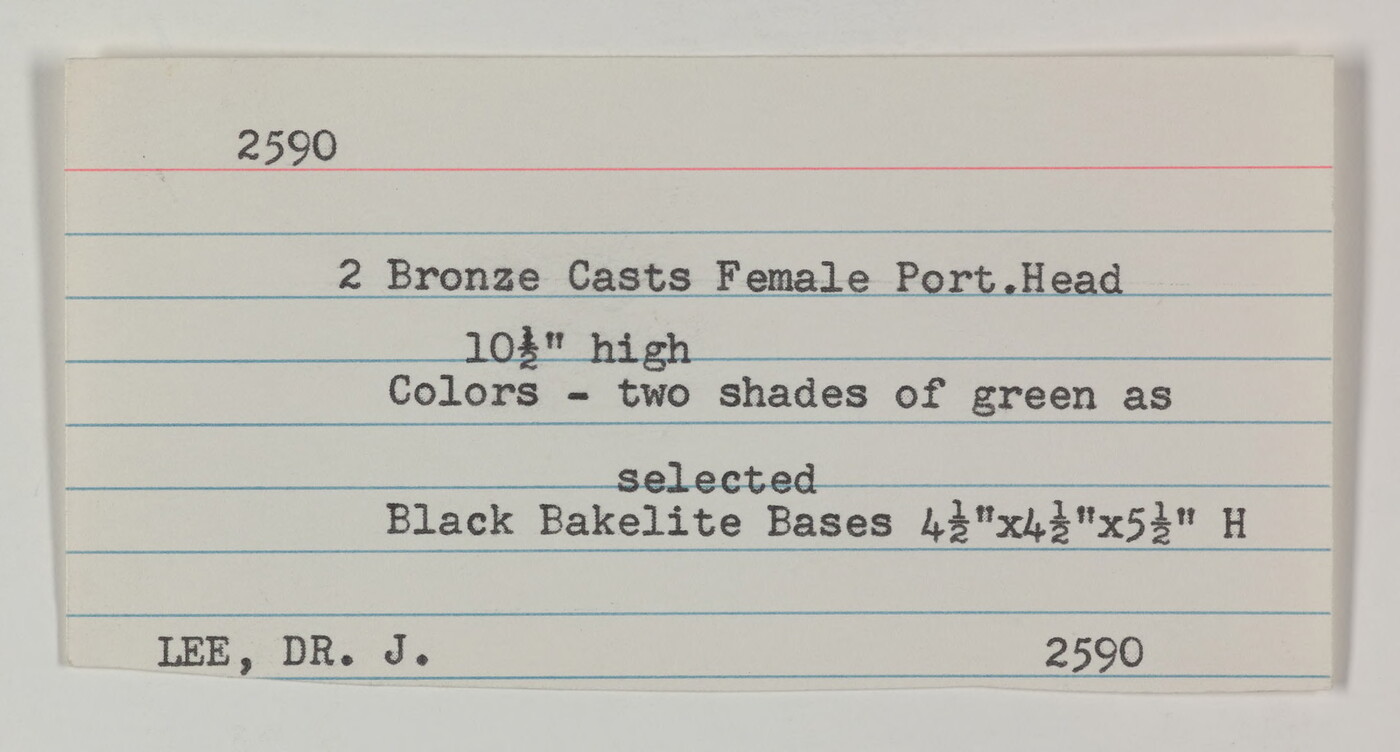 2590
2 Bronze Casts Female Port.Head
10½" high
Colors - two shades of green as
selected
Black Bakelite Bases 4½"x4½"x5½" H
LEE, DR. J. 2590